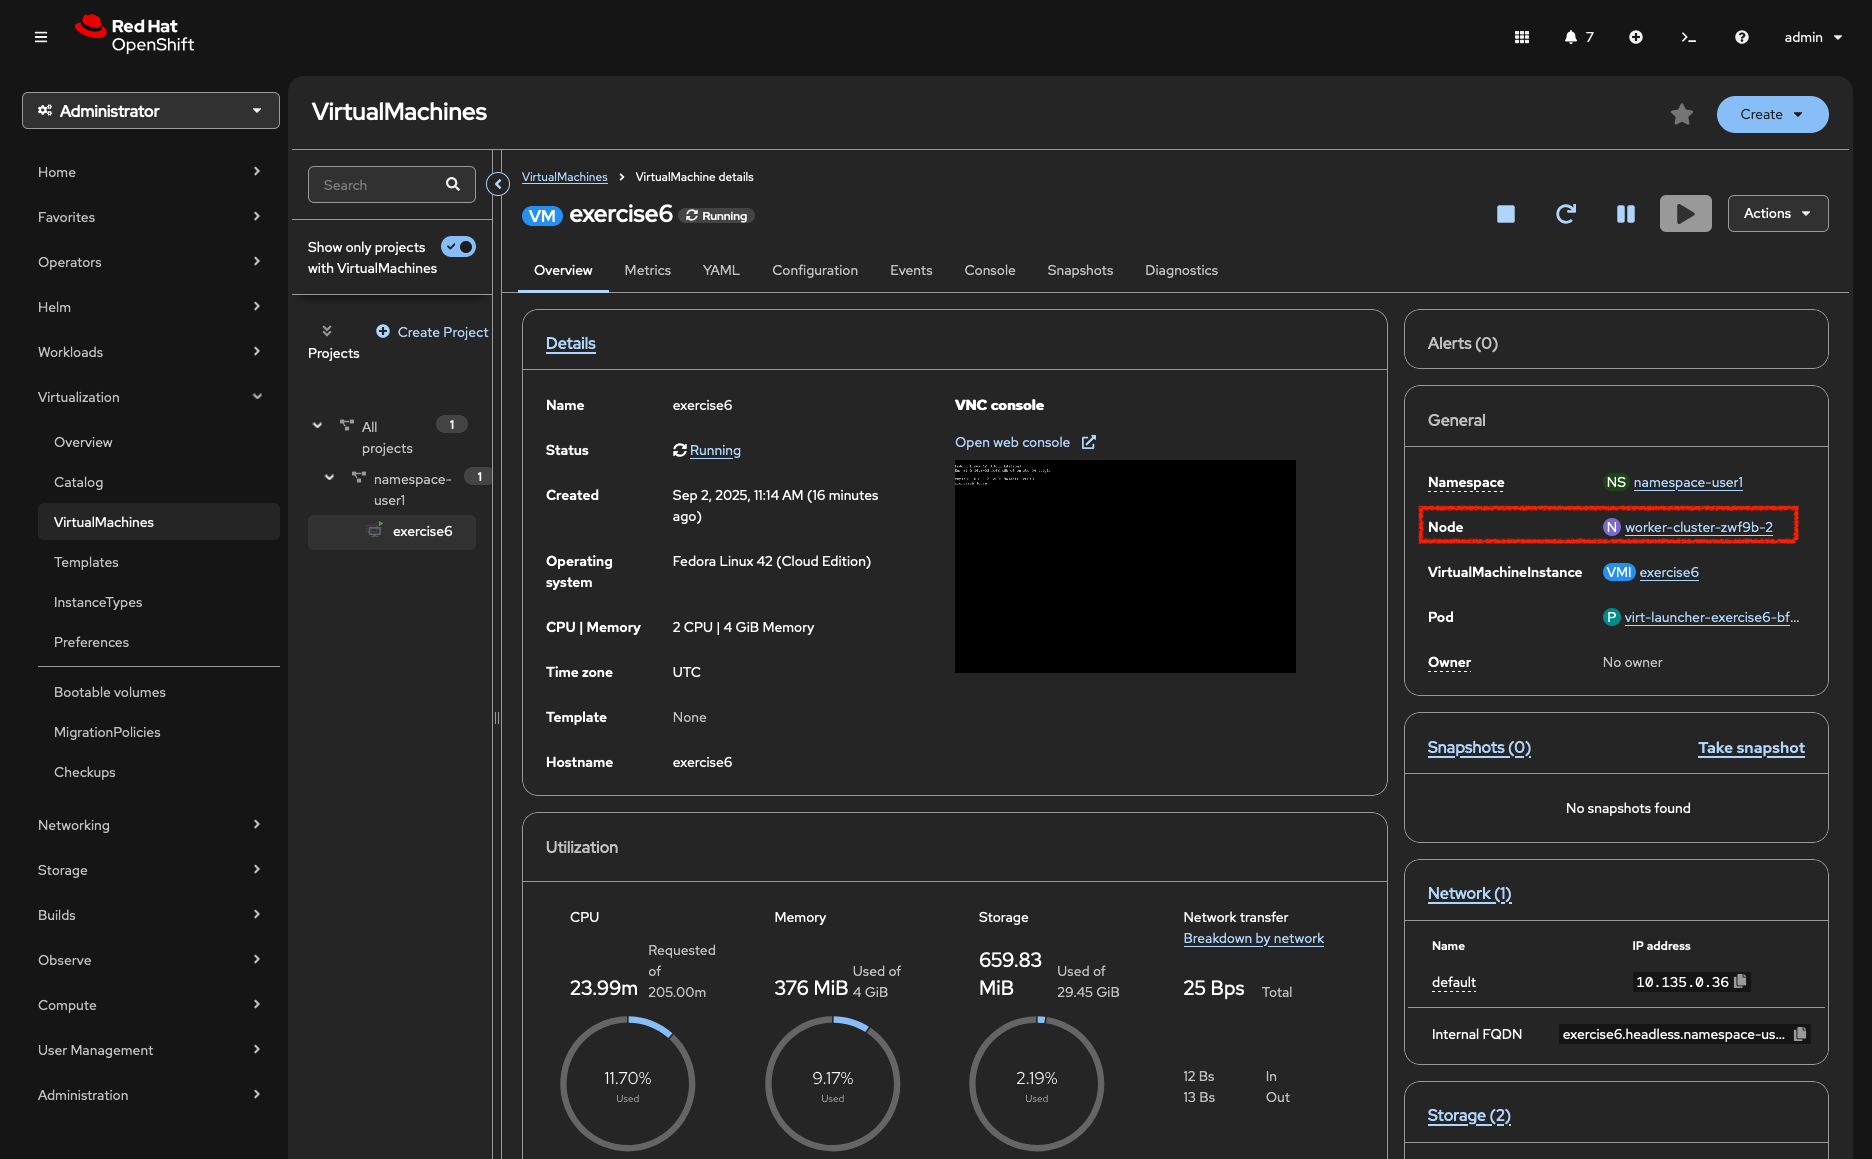 Red Hat
OpenShift
7
admin
Administrator
Home
Favorites
Operators
Helm
Workloads
Virtualization
Overview
Catalog
VirtualMachines
Templates
InstanceTypes
Preferences
Bootable volumes
MigrationPolicies
Checkups
Networking
Storage
Builds
Observe
Compute
User Management
Administration
VirtualMachines
Create
Search
Show only projects
with VirtualMachines
Create Project
Projects
All
projects
1
namespace-
user1
1
exercise6
VirtualMachines > VirtualMachine details
VM exercise6 Running
Actions
Overview Metrics YAML Configuration Events Console Snapshots Diagnostics
Details
Name exercise6
Status Running
Created Sep 2, 2025, 11:14 AM (16 minutes
ago)
Operating
system
Fedora Linux 42 (Cloud Edition)
CPU | Memory 2 CPU | 4 GiB Memory
Time zone UTC
Template None
Hostname exercise6
VNC console
Open web console
Utilization
CPU
23.99m
Requested
of
205.00m
11.70%
Used
Memory
376 MiB
Used of
4 GiB
9.17%
Used
Storage
659.83
MiB
Used of
29.45 GiB
2.19%
Used
Network transfer
Breakdown by network
25 Bps Total
12 Bs In
13 Bs Out
Alerts (0)
General
Namespace NS namespace-user1
Node N worker-cluster-zwf9b-2
VirtualMachineInstance VMI exercise6
Pod P virt-launcher-exercise6-bf...
Owner No owner
Snapshots (0) Take snapshot
No snapshots found
Network (1)
Name IP address
default 10.135.0.36
Internal FQDN exercise6.headless.namespace-us...
Storage (2)